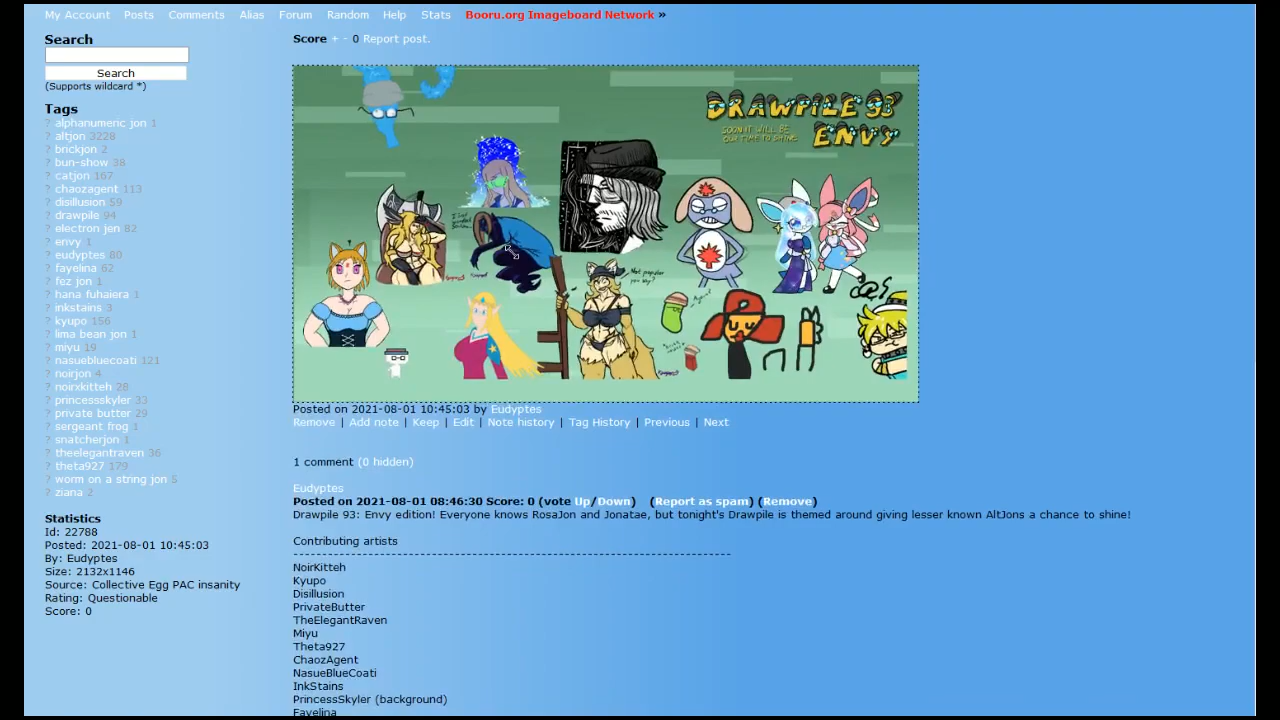 My Account Posts Comments Alias Forum Random Help Stats Booru.org Imageboard Network »
Search
Search
(Supports wildcard *)
Tags
? alphanumeric jon 1
? altjon 3228
? brickjon 2
? bun-show 38
? catjon 167
? chaozagent 113
? disillusion 59
? drawpile 94
? electron jen 82
? envy 1
? eudyptes 80
? fayelina 62
? fez jon 1
? hana fuhaiera 1
? inkstains 3
? kyupo 156
? lima bean jon 1
? miyu 19
? nasuebluecoati 121
? noirjon 4
? noirxkitteh 28
? princessskyler 33
? private butter 29
? sergeant frog 1
? snatcherjon 1
? theelegantraven 36
? theta927 179
? worm on a string jon 5
? ziana 2
Statistics
Id: 22788
Posted: 2021-08-01 10:45:03
By: Eudyptes
Size: 2132x1146
Source: Collective Egg PAC insanity
Rating: Questionable
Score: 0
Score + - 0 Report post.
DRAWPILE 93
SOON IT WILL BE
OUR TIME TO SHINE.
ENVY
Not popular
you say?
Posted on 2021-08-01 10:45:03 by Eudyptes
Remove | Add note | Keep | Edit | Note history | Tag History | Previous | Next
1 comment (0 hidden)
Eudyptes
Posted on 2021-08-01 08:46:30 Score: 0 (vote Up/Down) (Report as spam) (Remove)
Drawpile 93: Envy edition! Everyone knows RosaJon and Jonatae, but tonight's Drawpile is themed around giving lesser known AltJons a chance to shine!
Contributing artists
--------------------------------------------------------------------------------
NoirKitteh
Kyupo
Disillusion
PrivateButter
TheElegantRaven
Miyu
Theta927
ChaozAgent
NasueBlueCoati
InkStains
PrincessSkyler (background)
Fayelina